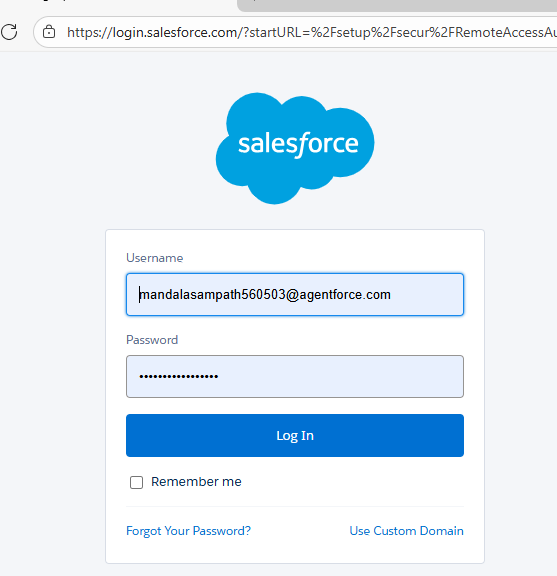 https://login.salesforce.com/?startURL=%2Fsetup%2Fsecur%2FRemoteAccessAu
salesforce
Username
mandalasampath560503@agentforce.com
Password
•••••••••••••••••
Log In
Remember me
Forgot Your Password? Use Custom Domain